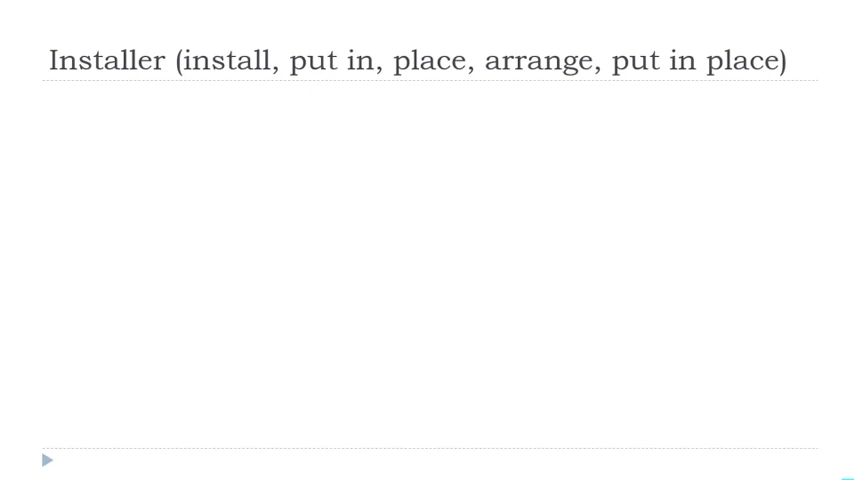 Installer (install, put in, place, arrange, put in place)